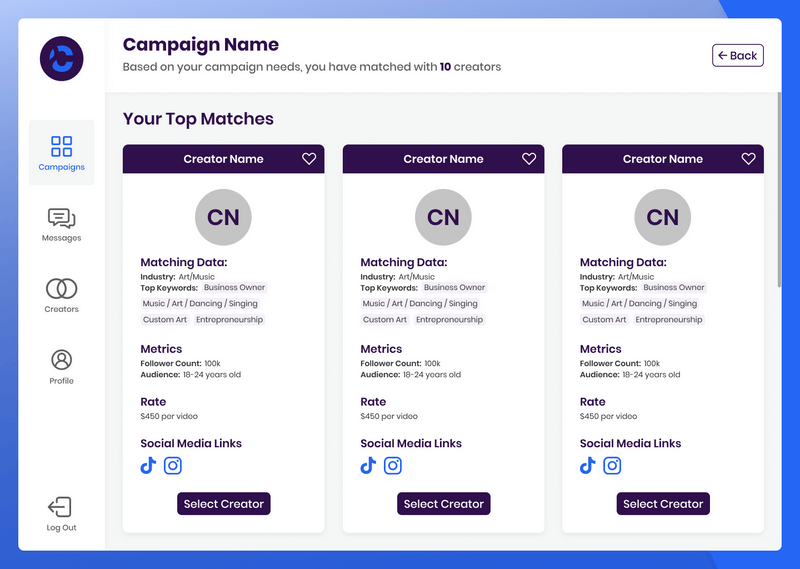 Campaign Name
Based on your campaign needs, you have matched with 10 creators
← Back
Campaigns
Messages
Creators
Profile
Log Out
Your Top Matches
Creator Name
CN
Matching Data:
Industry: Art/Music
Top Keywords: Business Owner
Music / Art / Dancing / Singing
Custom Art Entrepreneurship
Metrics
Follower Count: 100k
Audience: 18-24 years old
Rate
$450 per video
Social Media Links
Select Creator
Creator Name
CN
Matching Data:
Industry: Art/Music
Top Keywords: Business Owner
Music / Art / Dancing / Singing
Custom Art Entrepreneurship
Metrics
Follower Count: 100k
Audience: 18-24 years old
Rate
$450 per video
Social Media Links
Select Creator
Creator Name
CN
Matching Data:
Industry: Art/Music
Top Keywords: Business Owner
Music / Art / Dancing / Singing
Custom Art Entrepreneurship
Metrics
Follower Count: 100k
Audience: 18-24 years old
Rate
$450 per video
Social Media Links
Select Creator